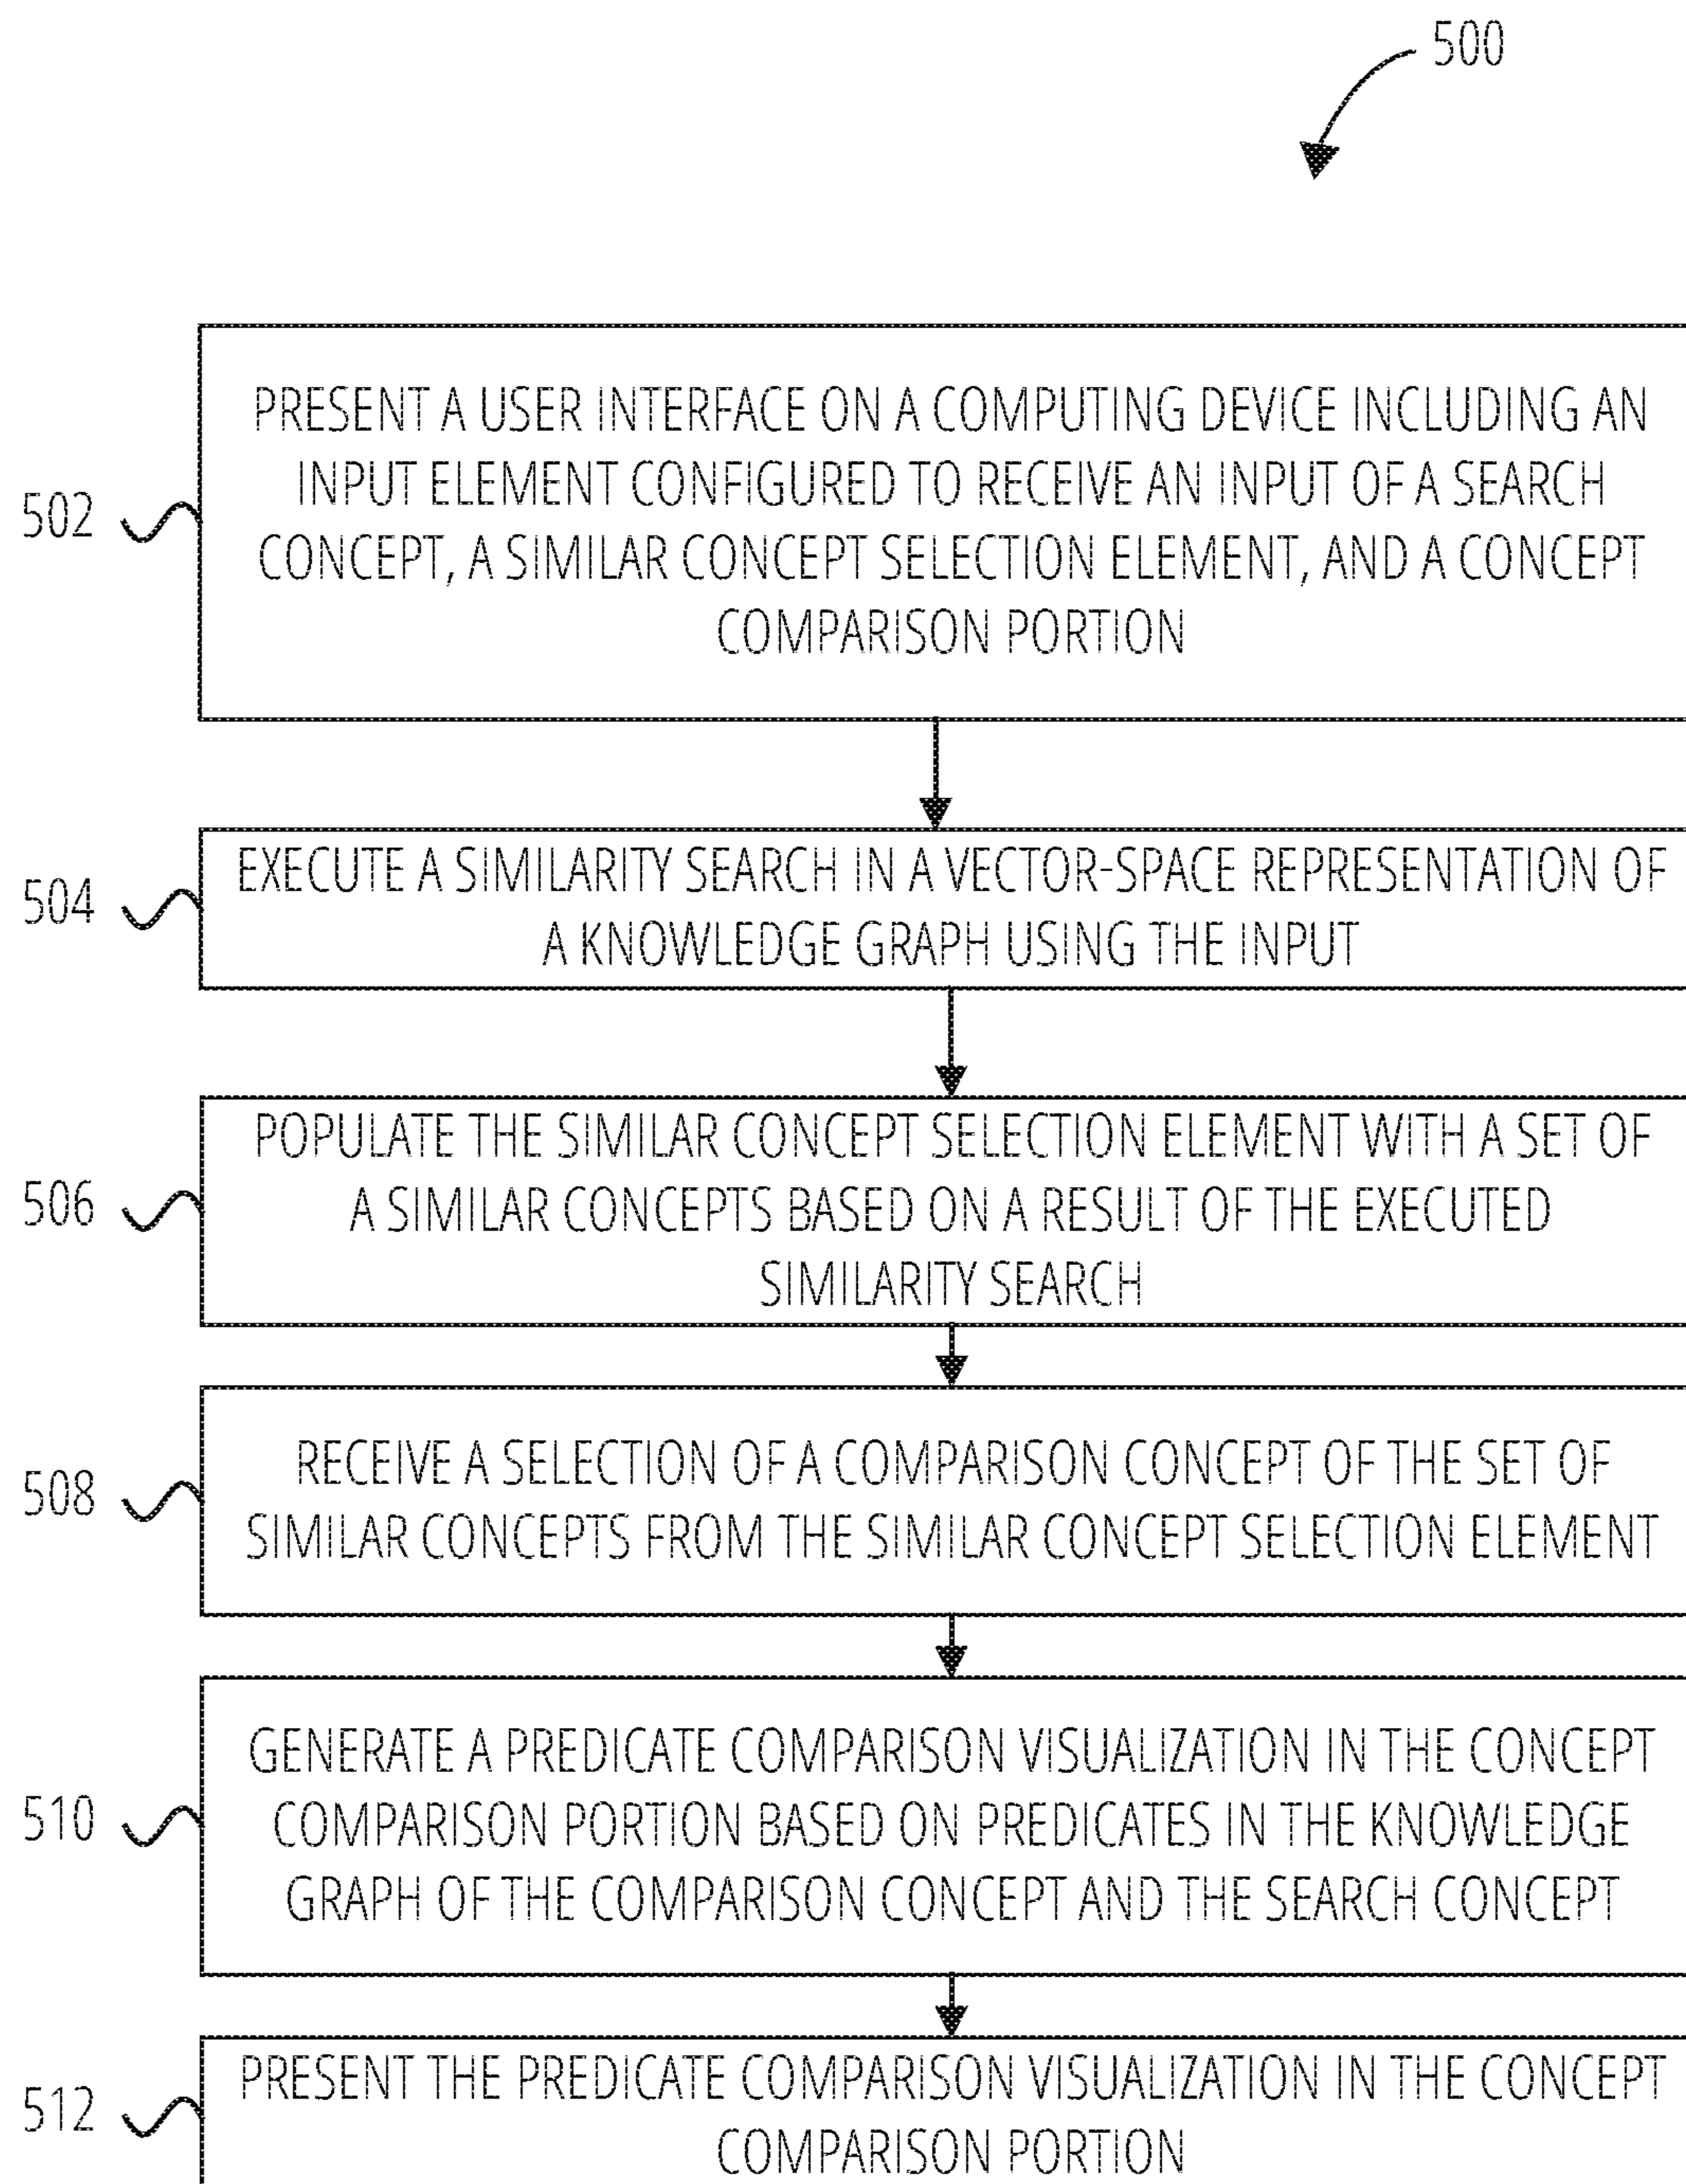 500
502
PRESENT A USER INTERFACE ON A COMPUTING DEVICE INCLUDING AN
INPUT ELEMENT CONFIGURED TO RECEIVE AN INPUT OF A SEARCH
CONCEPT, A SIMILAR CONCEPT SELECTION ELEMENT, AND A CONCEPT
COMPARISON PORTION
504
EXECUTE A SIMILARITY SEARCH IN A VECTOR-SPACE REPRESENTATION OF
A KNOWLEDGE GRAPH USING THE INPUT
506
POPULATE THE SIMILAR CONCEPT SELECTION ELEMENT WITH A SET OF
A SIMILAR CONCEPTS BASED ON A RESULT OF THE EXECUTED
SIMILARITY SEARCH
508
RECEIVE A SELECTION OF A COMPARISON CONCEPT OF THE SET OF
SIMILAR CONCEPTS FROM THE SIMILAR CONCEPT SELECTION ELEMENT
510
GENERATE A PREDICATE COMPARISON VISUALIZATION IN THE CONCEPT
COMPARISON PORTION BASED ON PREDICATES IN THE KNOWLEDGE
GRAPH OF THE COMPARISON CONCEPT AND THE SEARCH CONCEPT
512
PRESENT THE PREDICATE COMPARISON VISUALIZATION IN THE CONCEPT
COMPARISON PORTION